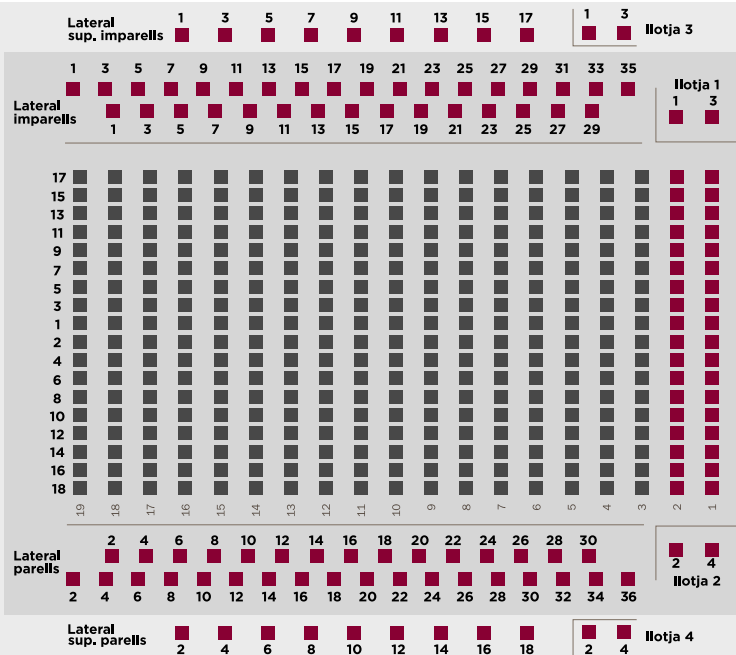 Lateral
sup. imparells
1 3 5 7 9 11 13 15 17
1 3
llotja 3
1 3 5 7 9 11 13 15 17 19 21 23 25 27 29 31 33 35
Lateral
imparells
1 3 5 7 9 11 13 15 17 19 21 23 25 27 29
llotja 1
1 3
17
15
13
11
9
7
5
3
1
2
4
6
8
10
12
14
16
18
19 18 17 16 15 14 13 12 11 10 9 8 7 6 5 4 3 2 1
Lateral
parells
2 4 6 8 10 12 14 16 18 20 22 24 26 28 30
2 4 6 8 10 12 14 16 18 20 22 24 26 28 30 32 34 36
2 4
llotja 2
Lateral
sup. parells
2 4 6 8 10 12 14 16 18
2 4
llotja 4